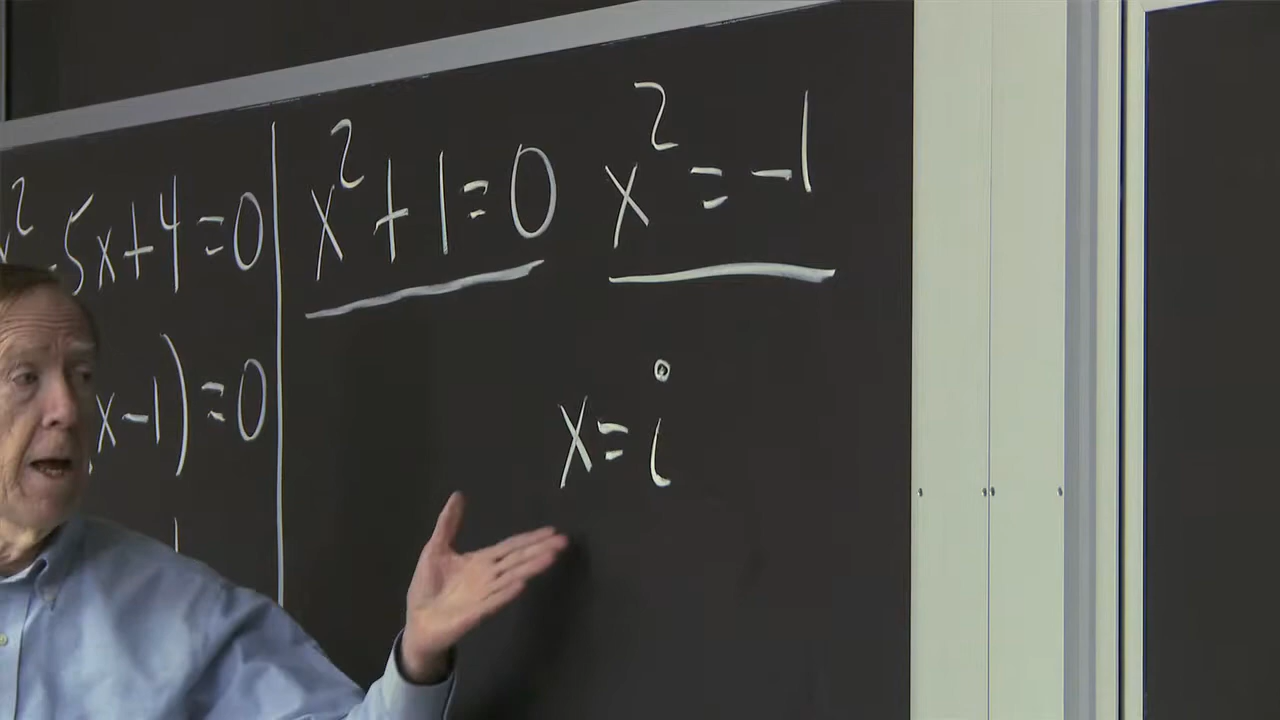 x² - 5x + 4 = 0
x - 1) = 0
x² + 1 = 0
x² = -1
x = i